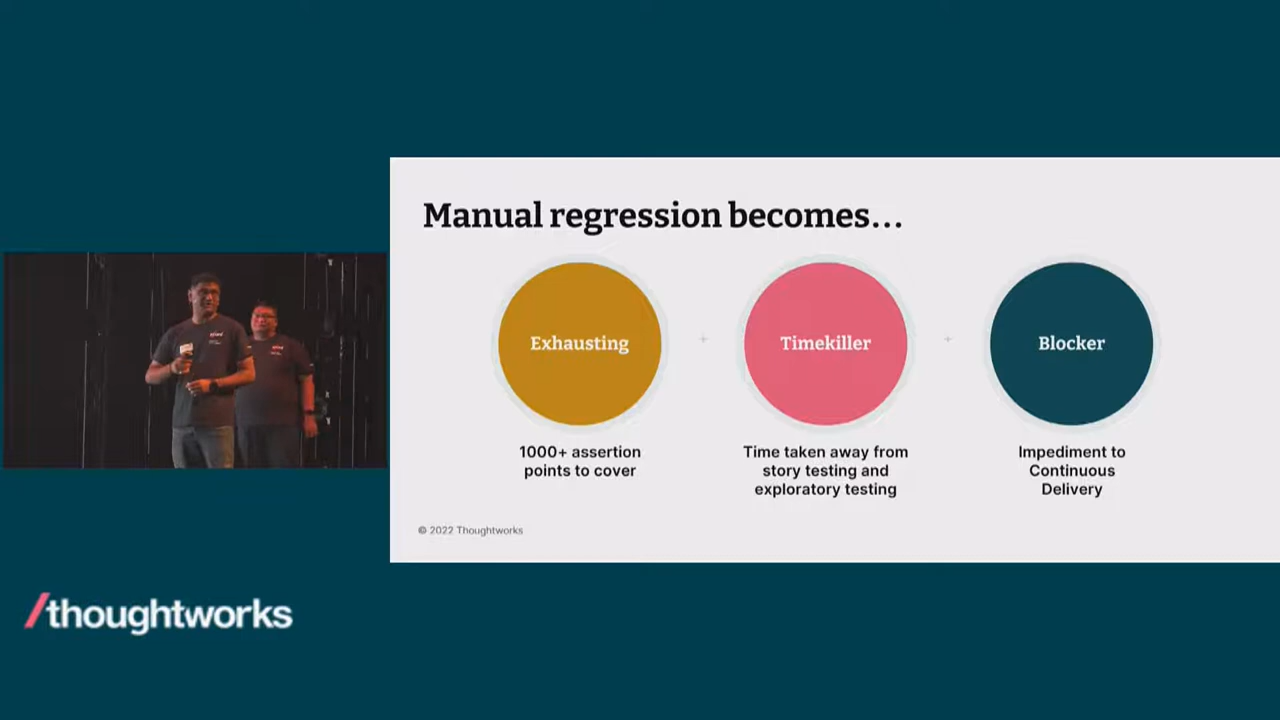 Manual regression becomes...
Exhausting
Timekiller
Blocker
1000+ assertion
points to cover
Time taken away from
story testing and
exploratory testing
Impediment to
Continuous
Delivery
© 2022 Thoughtworks
/thoughtworks